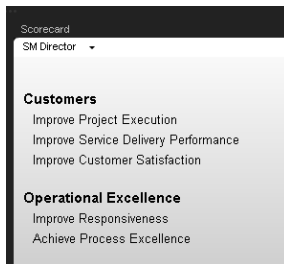 Scorecard
SM Director
Customers
Improve Project Execution
Improve Service Delivery Performance
Improve Customer Satisfaction
Operational Excellence
Improve Responsiveness
Achieve Process Excellence